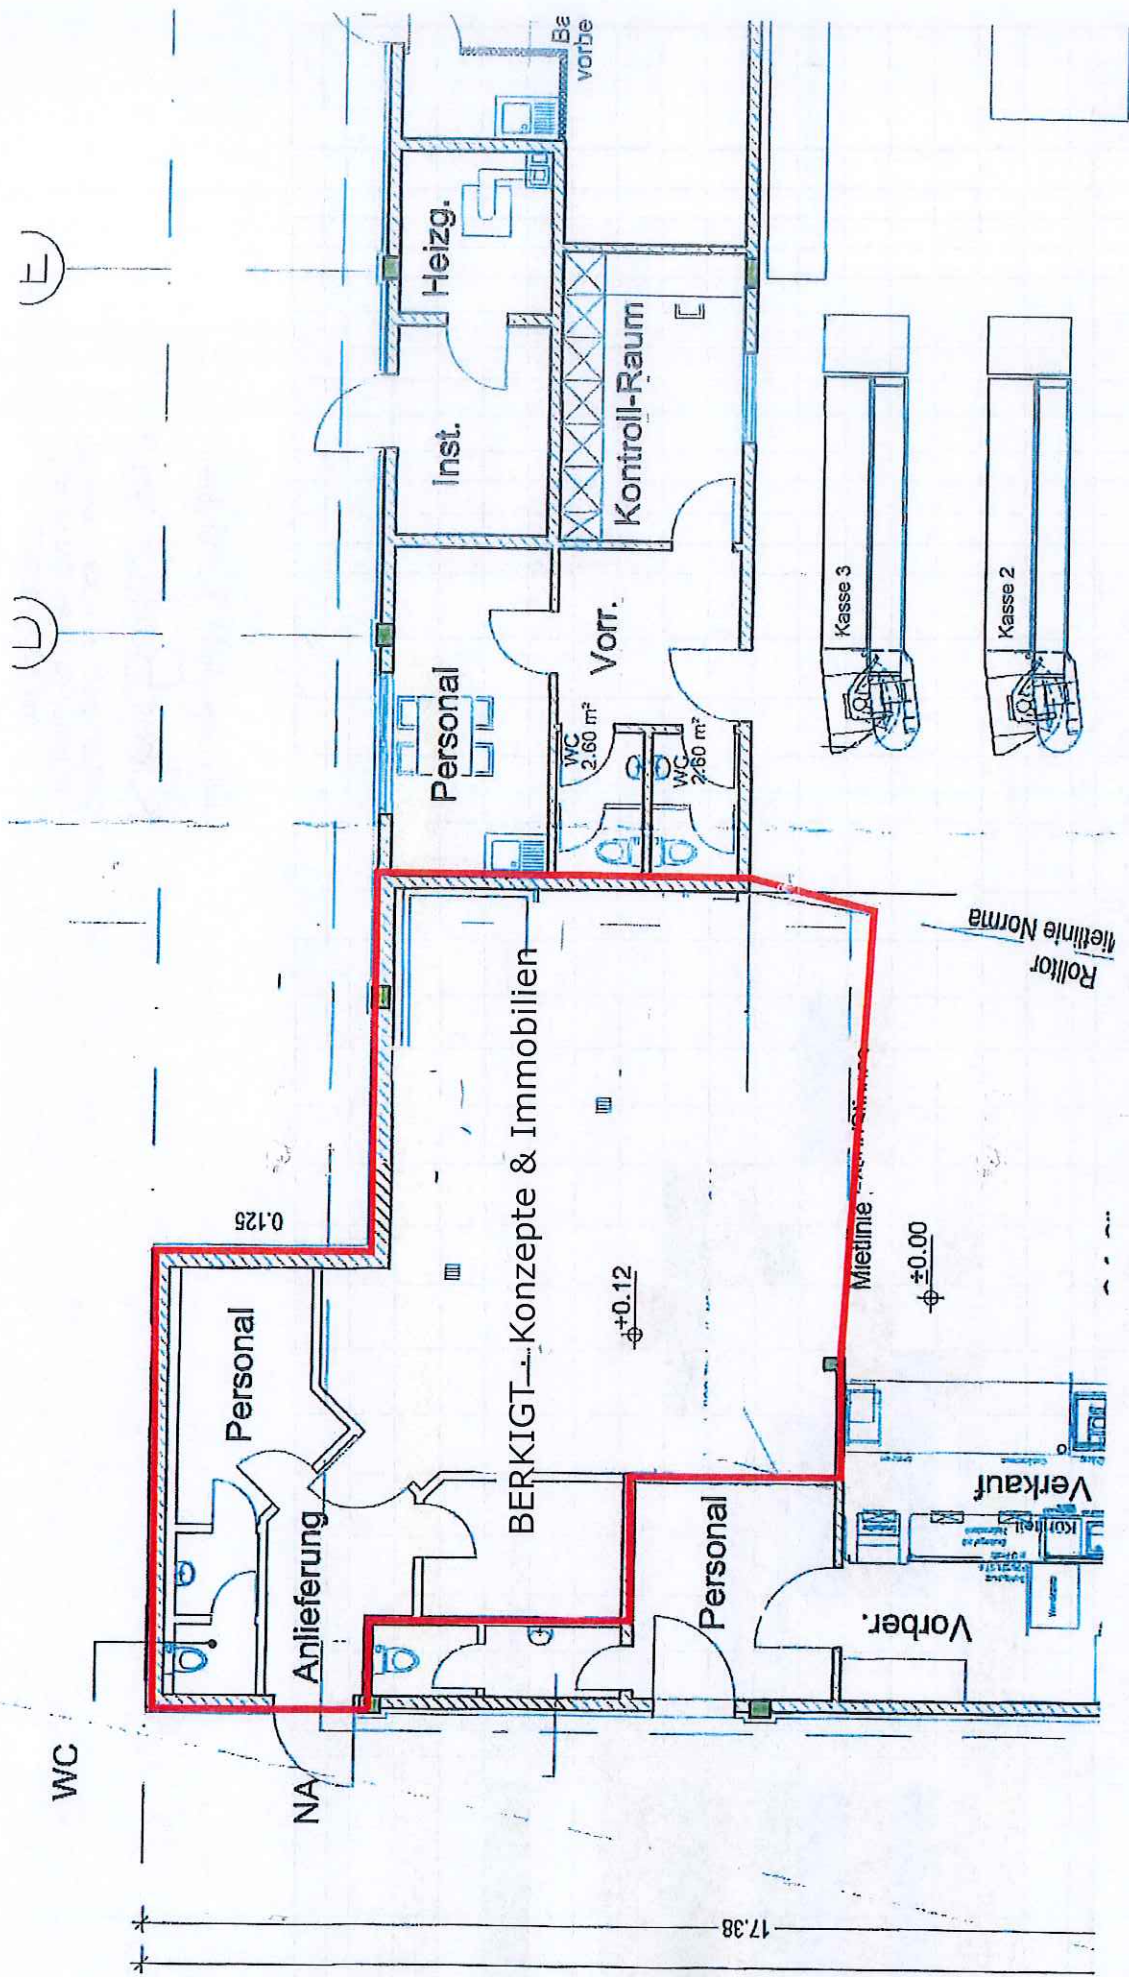 E
D
Ba
vorbe
Heizg.
Inst.
Kontroll-Raum
Personal
Vorr.
WC
2.60 m²
WC
2.60 m²
Kasse 3
Kasse 2
Rolltor
Mietlinie Norma
0.125
BERKIGT - Konzepte & Immobilien
+0.12
Mietlinie
±0.00
Personal
Anlieferung
WC
NA
Personal
Verkauf
Vorber.
17.38